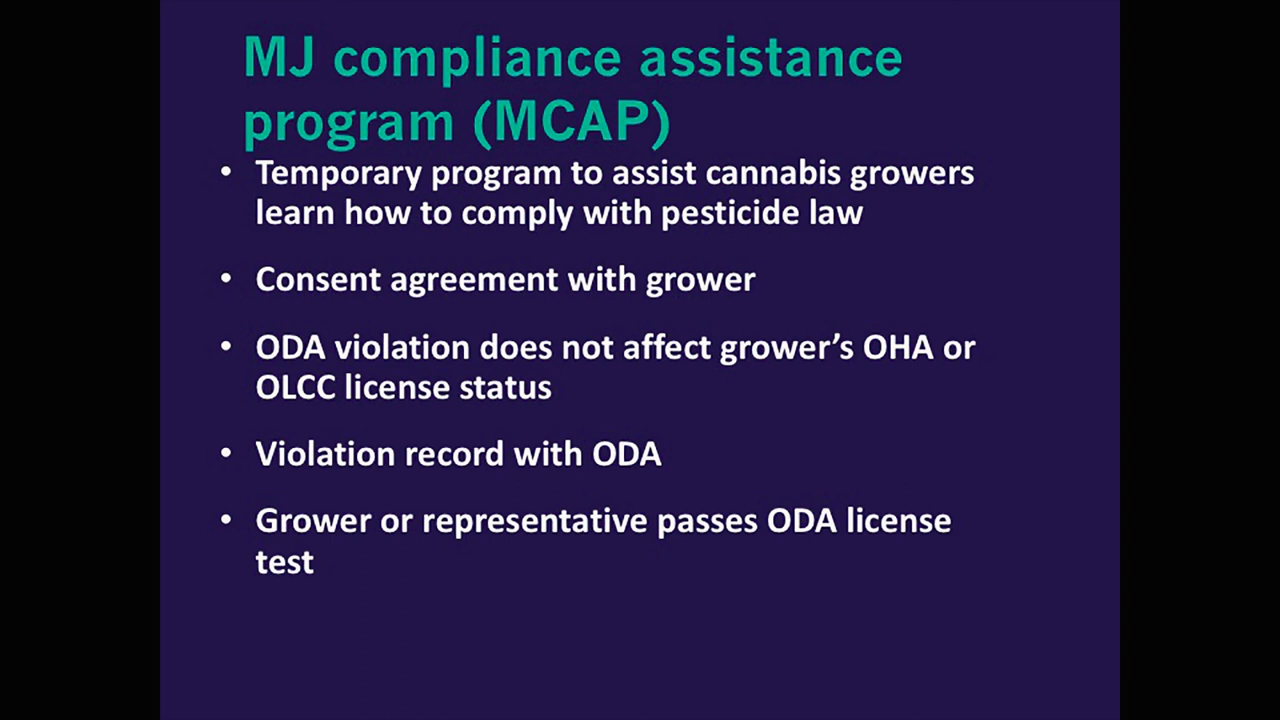 MJ compliance assistance
program (MCAP)
• Temporary program to assist cannabis growers
learn how to comply with pesticide law
• Consent agreement with grower
• ODA violation does not affect grower’s OHA or
OLCC license status
• Violation record with ODA
• Grower or representative passes ODA license
test